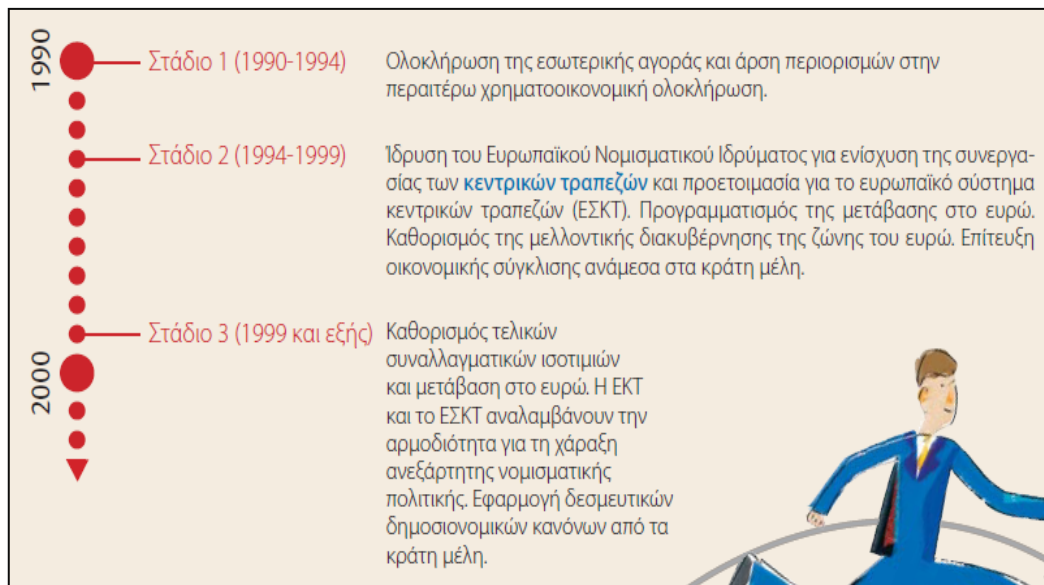 1990
Στάδιο 1 (1990-1994)
Ολοκλήρωση της εσωτερικής αγοράς και άρση περιορισμών στην
περαιτέρω χρηματοοικονομική ολοκλήρωση.
Στάδιο 2 (1994-1999)
Ίδρυση του Ευρωπαϊκού Νομισματικού Ιδρύματος για ενίσχυση της συνεργα-
σίας των κεντρικών τραπεζών και προετοιμασία για το ευρωπαϊκό σύστημα
κεντρικών τραπεζών (ΕΣΚΤ). Προγραμματισμός της μετάβασης στο ευρώ.
Καθορισμός της μελλοντικής διακυβέρνησης της ζώνης του ευρώ. Επίτευξη
οικονομικής σύγκλισης ανάμεσα στα κράτη μέλη.
Στάδιο 3 (1999 και εξής)
Καθορισμός τελικών
συναλλαγματικών ισοτιμιών
και μετάβαση στο ευρώ. Η ΕΚΤ
και το ΕΣΚΤ αναλαμβάνουν την
αρμοδιότητα για τη χάραξη
ανεξάρτητης νομισματικής
πολιτικής. Εφαρμογή δεσμευτικών
δημοσιονομικών κανόνων από τα
κράτη μέλη.
2000